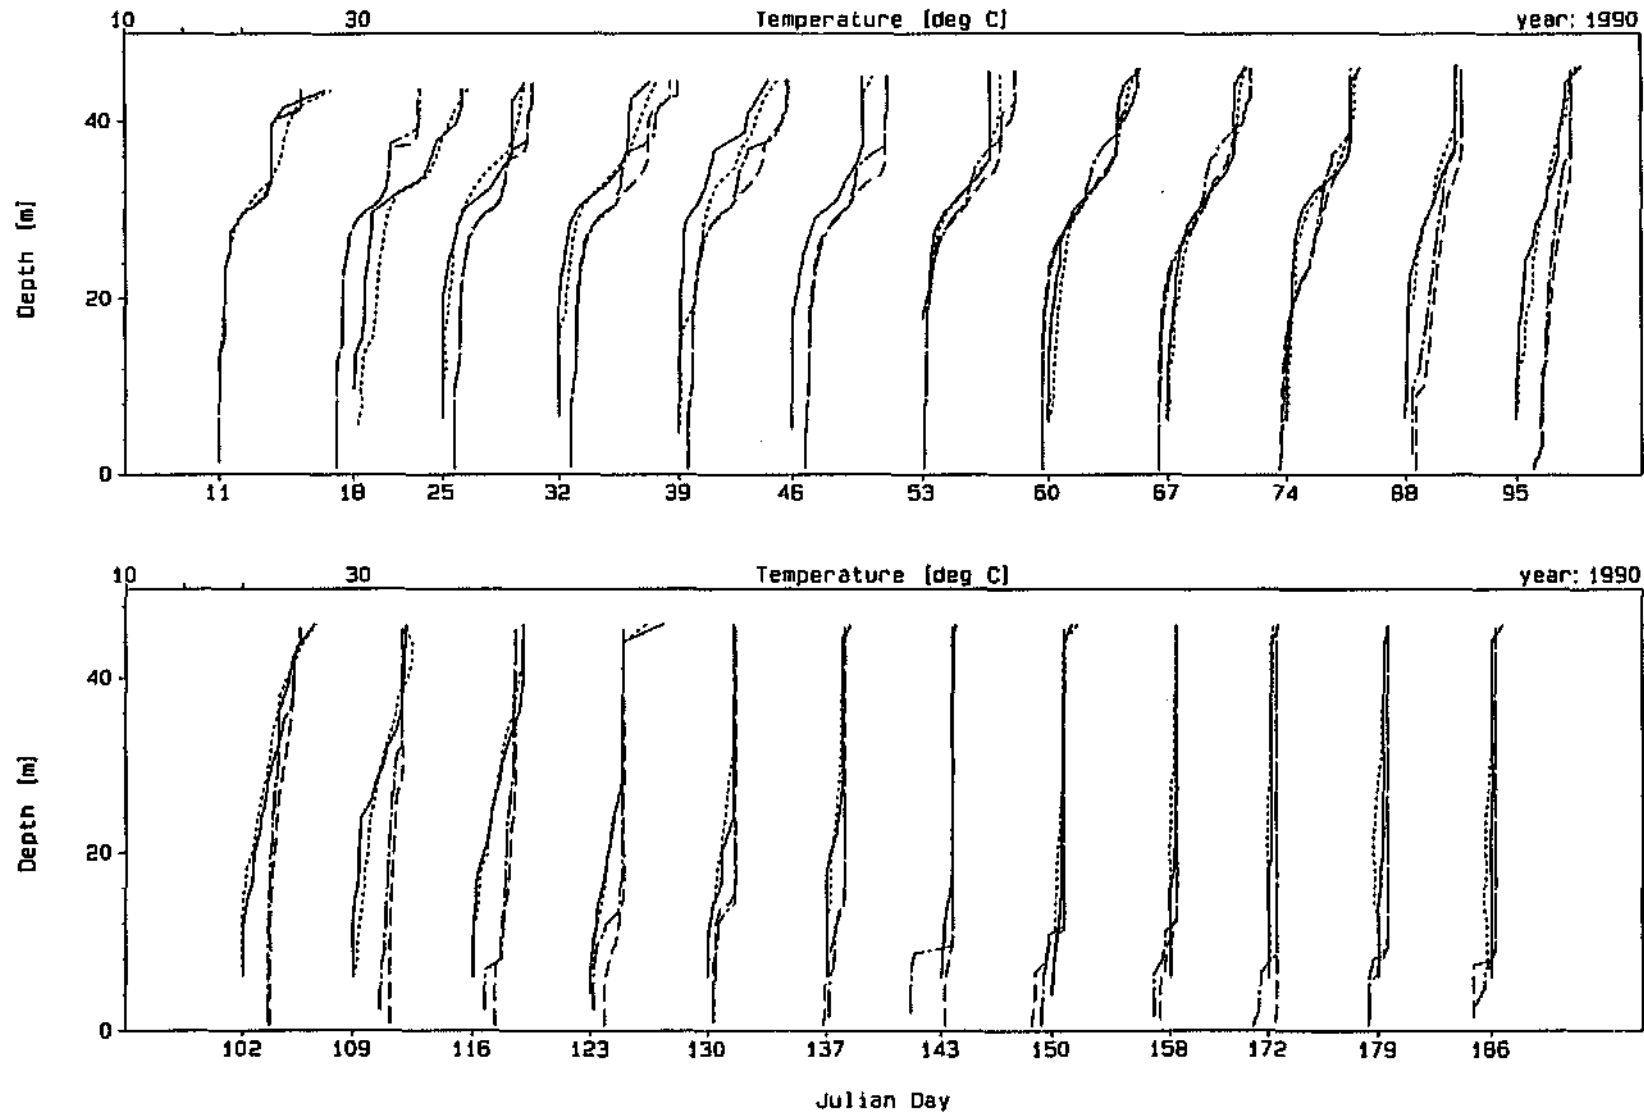 10 30 Temperature [deg C] year: 1990
Depth [m]
40
20
0
11 18 25 32 39 46 53 60 67 74 88 95
10 30 Temperature [deg C] year: 1990
Depth [m]
40
20
0
102 109 116 123 130 137 143 150 158 172 179 186
Julian Day